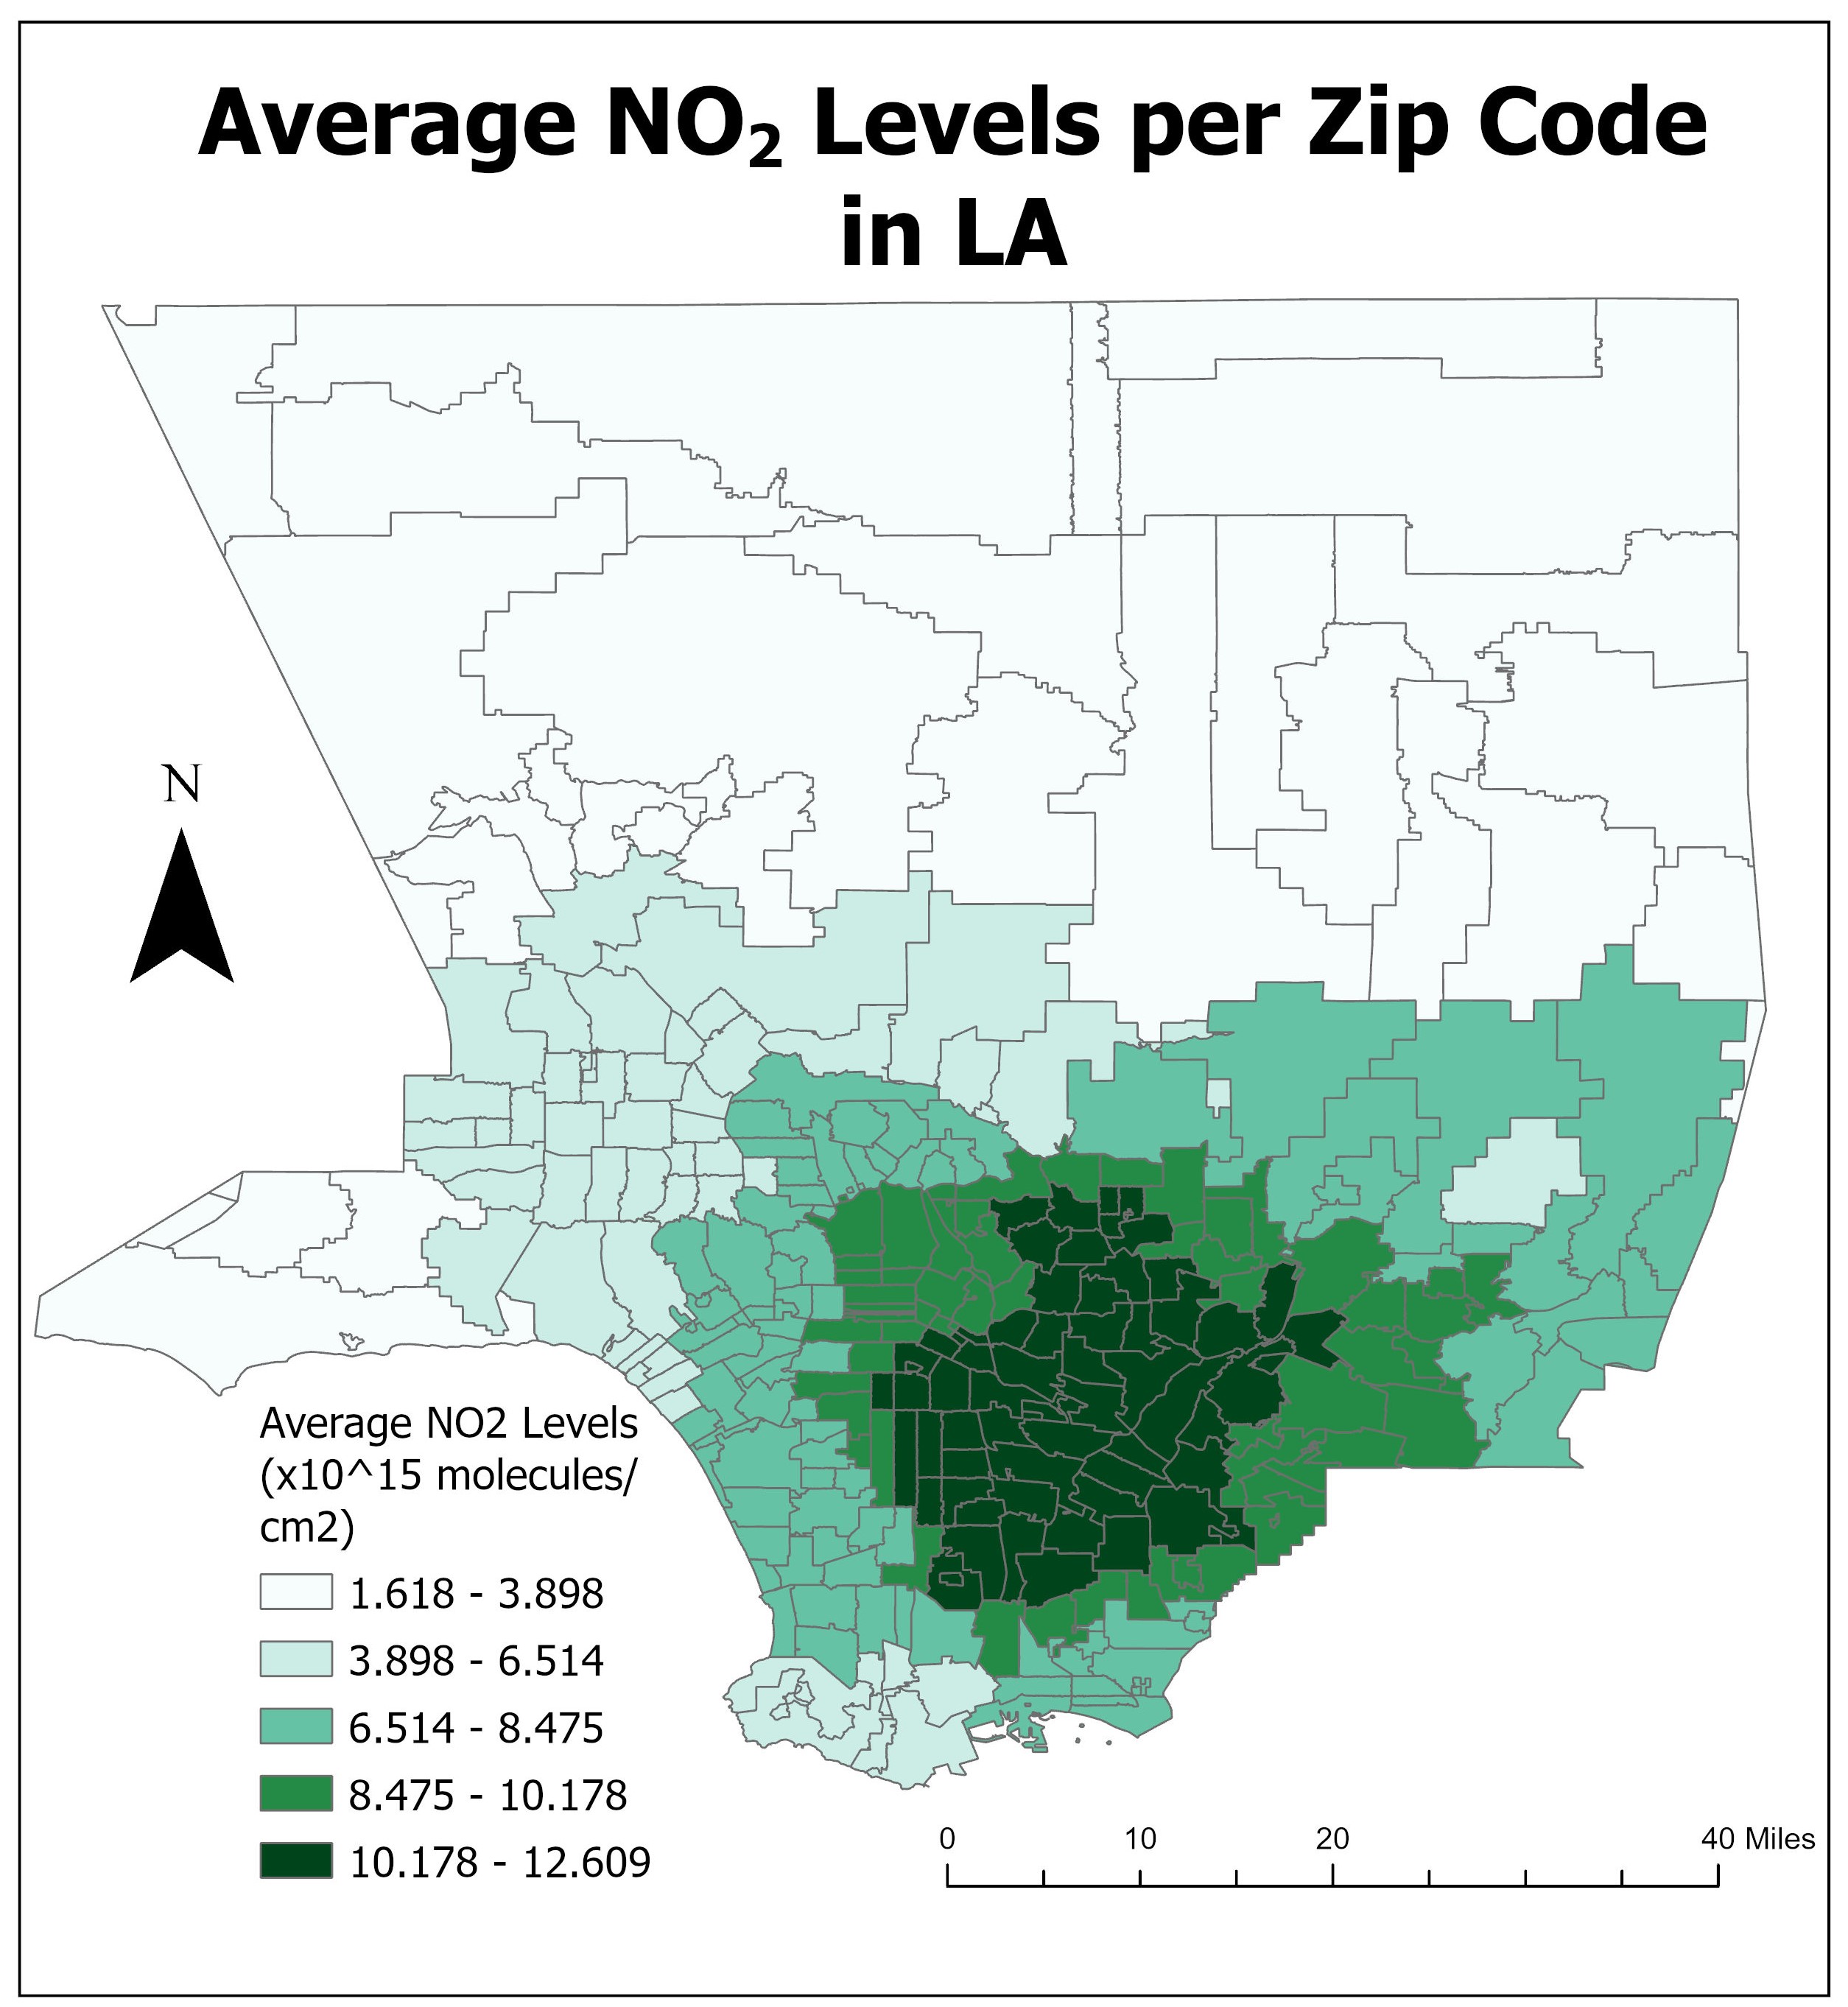 Average NO₂ Levels per Zip Code
in LA
N
Average NO2 Levels
(x10^15 molecules/
cm2)
1.618 - 3.898
3.898 - 6.514
6.514 - 8.475
8.475 - 10.178
10.178 - 12.609
0 10 20 40 Miles